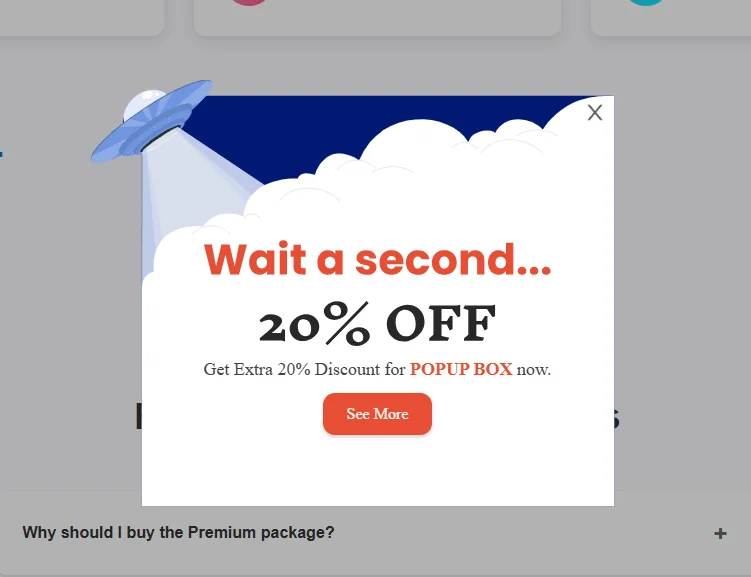 Wait a second...
20% OFF
Get Extra 20% Discount for POPUP BOX now.
See More
Why should I buy the Premium package?